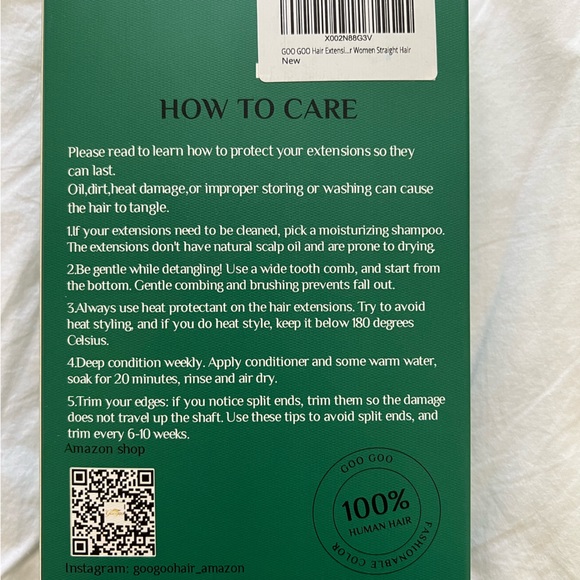 X002N88G3V
GOO GOO Hair Extensi...r Women Straight Hair
New
HOW TO CARE
Please read to learn how to protect your extensions so they
can last.
Oil,dirt,heat damage,or improper storing or washing can cause
the hair to tangle.
1.If your extensions need to be cleaned, pick a moisturizing shampoo.
The extensions don't have natural scalp oil and are prone to drying.
2.Be gentle while detangling! Use a wide tooth comb, and start from
the bottom. Gentle combing and brushing prevents fall out.
3.Always use heat protectant on the hair extensions. Try to avoid
heat styling, and if you do heat style, keep it below 180 degrees
Celsius.
4.Deep condition weekly. Apply conditioner and some warm water,
soak for 20 minutes, rinse and air dry.
5.Trim your edges: if you notice split ends, trim them so the damage
does not travel up the shaft. Use these tips to avoid split ends, and
trim every 6-10 weeks.
Amazon shop
GOO GOO
100%
HUMAN HAIR
FASHIONABLE COLOR
Instagram: googoohair_amazon